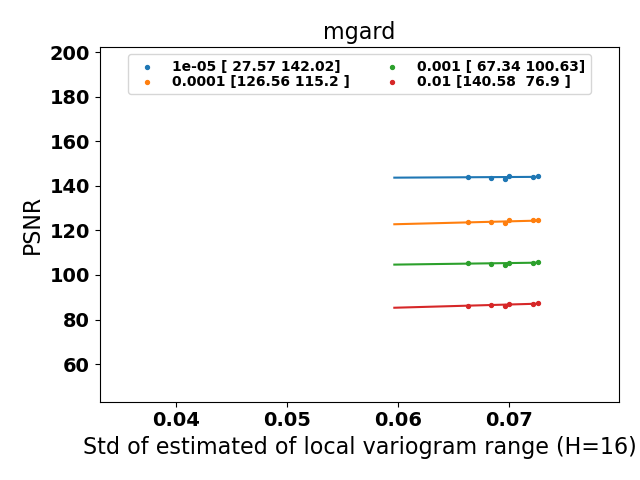 mgard
1e-05 [ 27.57 142.02]
0.0001 [126.56 115.2 ]
0.001 [ 67.34 100.63]
0.01 [140.58  76.9 ]
200
180
160
140
120
100
80
60
PSNR
0.04 0.05 0.06 0.07
Std of estimated of local variogram range (H=16)